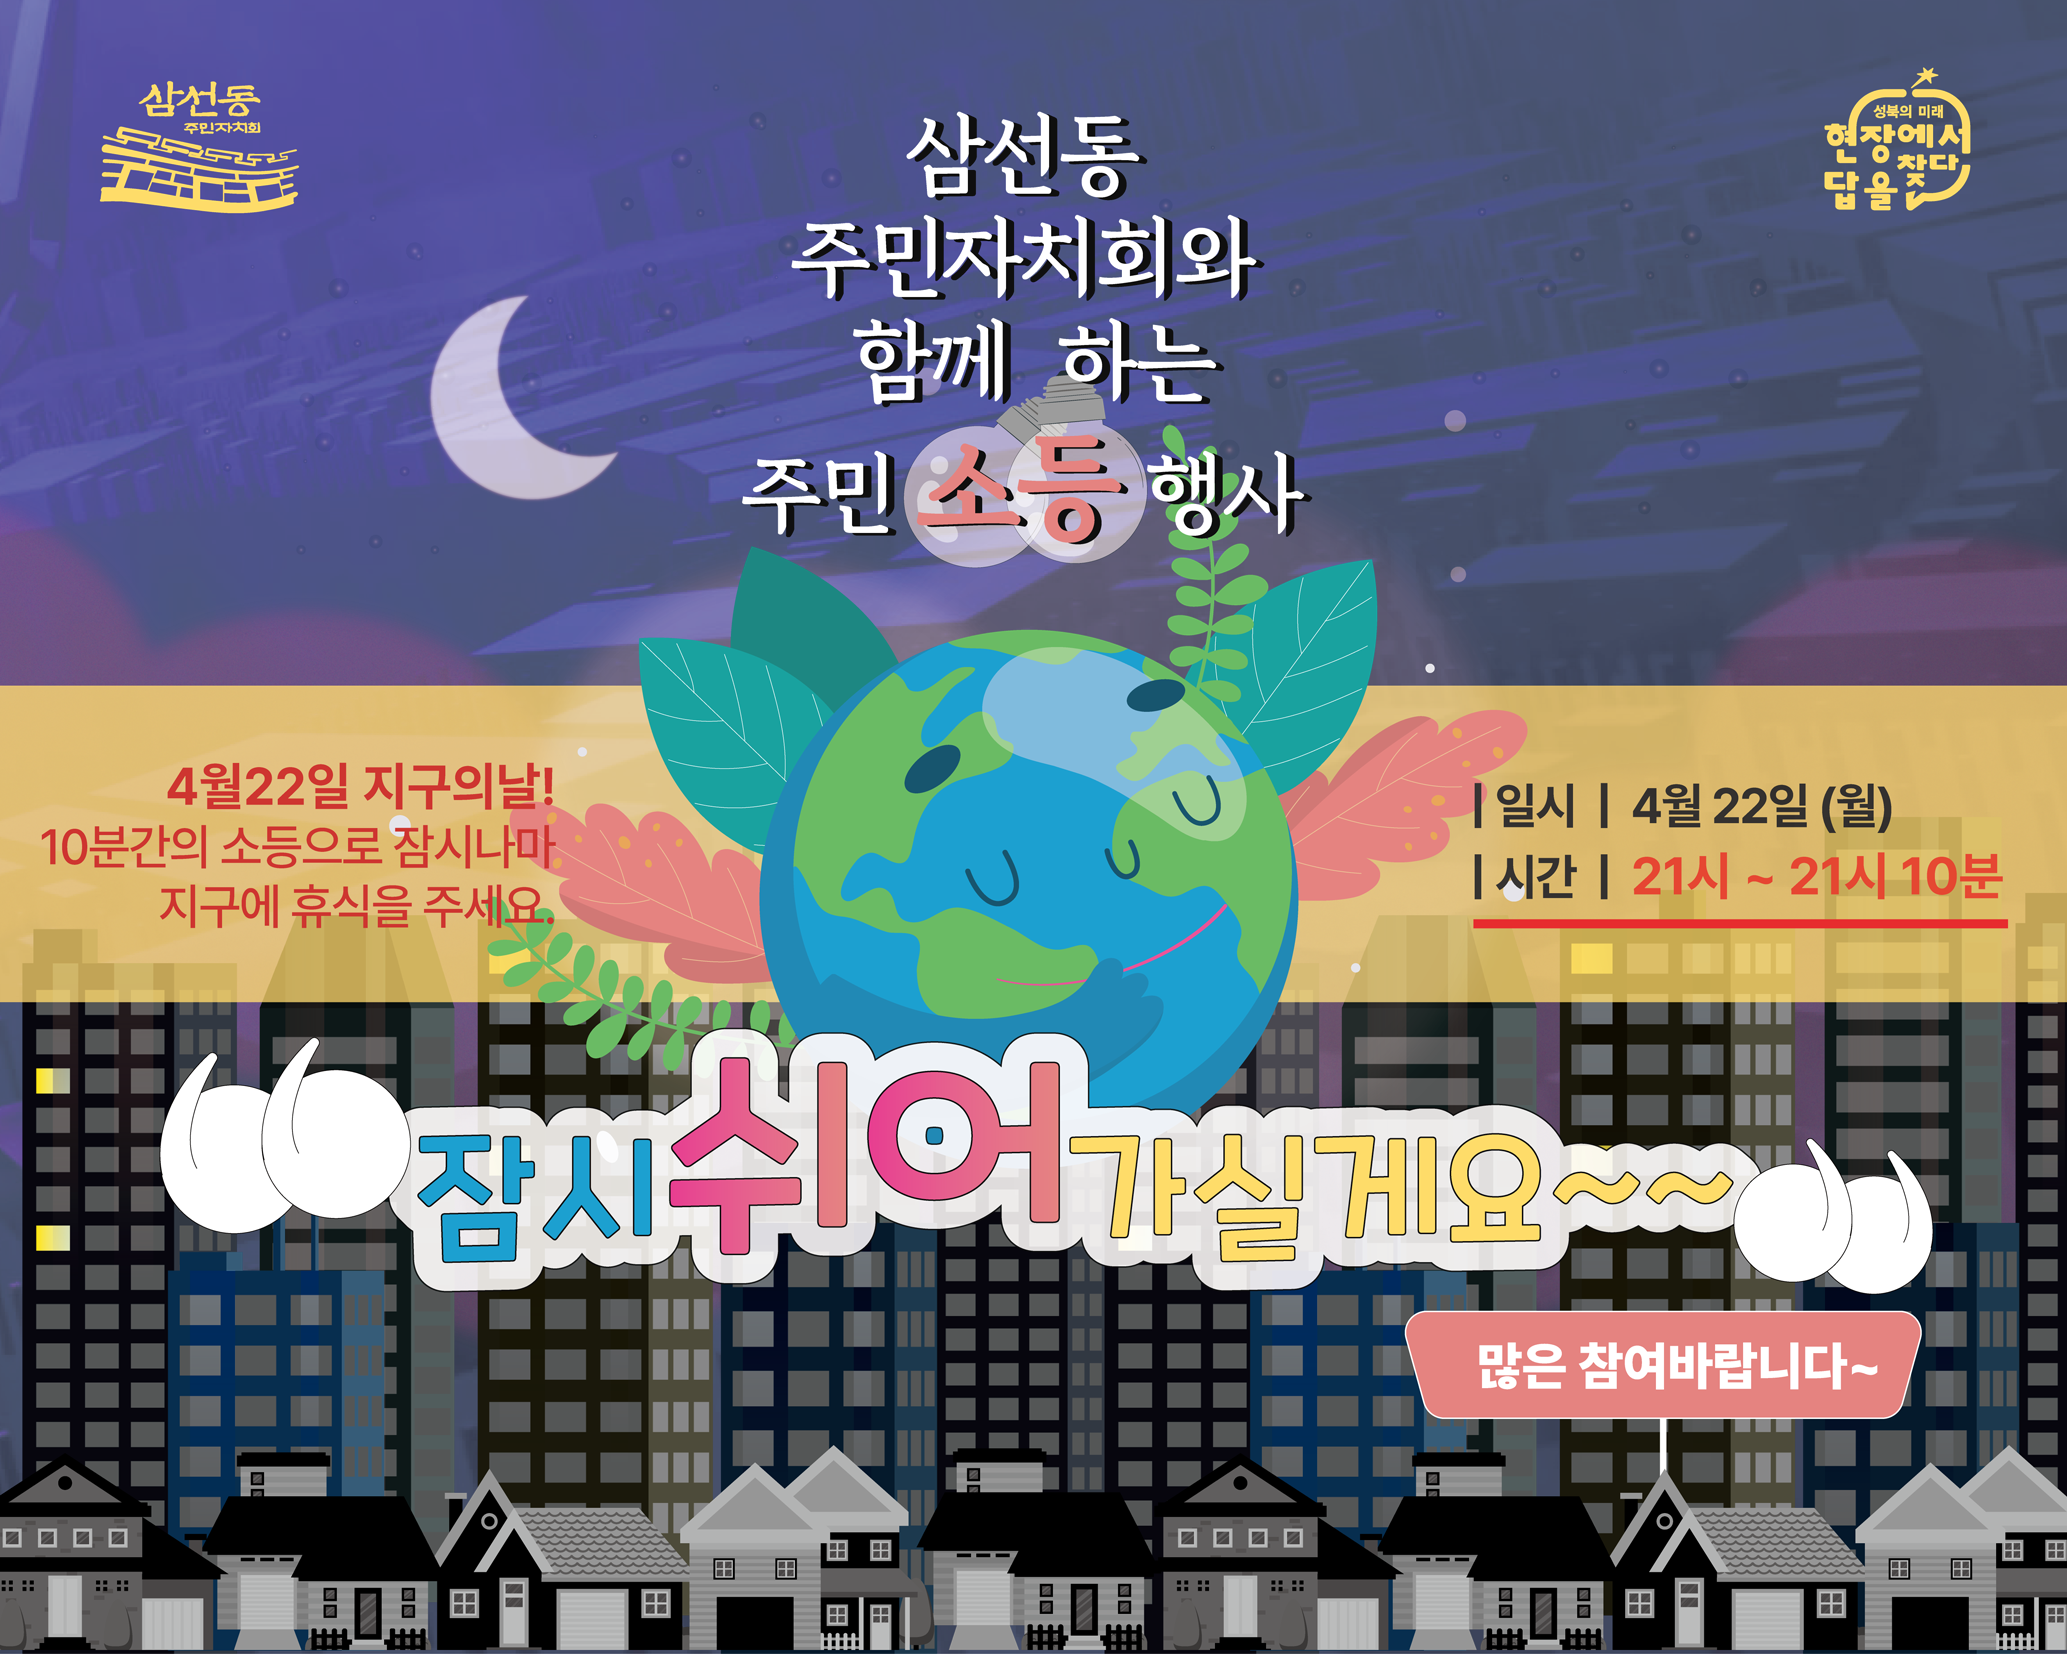 삼선동
주민자치회
성북의 미래
현장에서
답을 찾다
삼선동
주민자치회와
함께 하는
주민 소등 행사
4월22일 지구의날!
10분간의 소등으로 잠시나마
지구에 휴식을 주세요.
| 일시 | 4월 22일 (월)
| 시간 | 21시 ~ 21시 10분
“잠시쉬어가실게요~~”
많은 참여바랍니다~